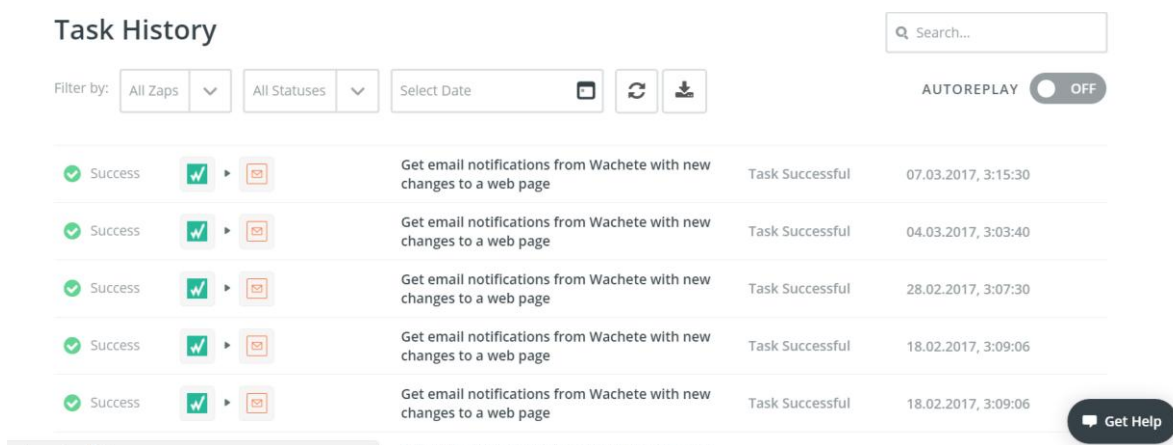 Task History
Search...
Filter by:
All Zaps
All Statuses
Select Date
AUTOREPLAY
OFF
Success
Get email notifications from Wachete with new
changes to a web page
Task Successful
07.03.2017, 3:15:30
Success
Get email notifications from Wachete with new
changes to a web page
Task Successful
04.03.2017, 3:03:40
Success
Get email notifications from Wachete with new
changes to a web page
Task Successful
28.02.2017, 3:07:30
Success
Get email notifications from Wachete with new
changes to a web page
Task Successful
18.02.2017, 3:09:06
Success
Get email notifications from Wachete with new
changes to a web page
Task Successful
18.02.2017, 3:09:06
Get Help